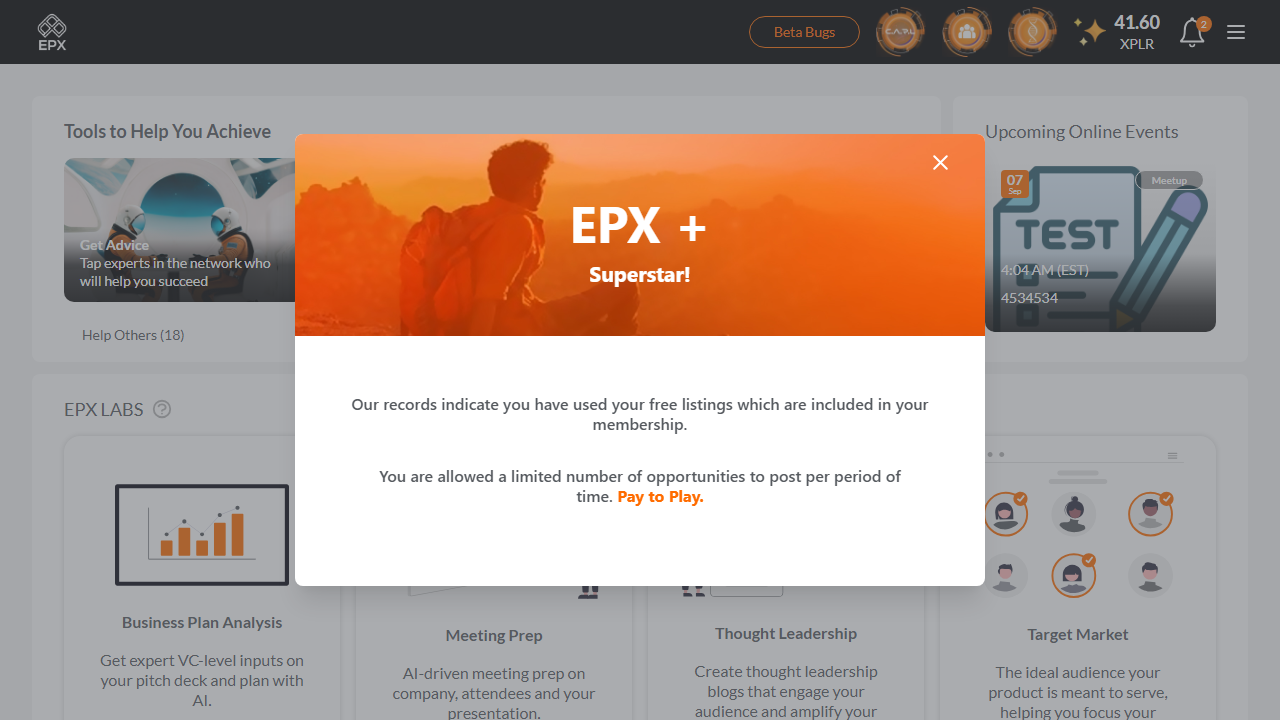 EPX
Beta Bugs
C.A.R.L
41.60
XPLR
2
Tools to Help You Achieve
Get Advice
Tap experts in the network who
will help you succeed
Help Others (18)
Upcoming Online Events
07
Sep
Meetup
TEST
4:04 AM (EST)
4534534
EPX +
Superstar!
Our records indicate you have used your free listings which are included in your
membership.
You are allowed a limited number of opportunities to post per period of
time. Pay to Play.
EPX LABS
Business Plan Analysis
Get expert VC-level inputs on
your pitch deck and plan with
AI.
Meeting Prep
AI-driven meeting prep on
company, attendees and your
presentation.
Thought Leadership
Create thought leadership
blogs that engage your
audience and amplify your
Target Market
The ideal audience your
product is meant to serve,
helping you focus your